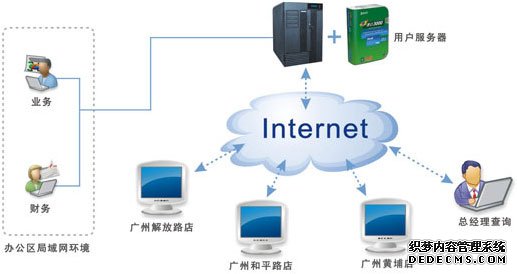 用户服务器
业务
Internet
财务
广州解放路店
总经理查询
办公区局域网环境
广州和平路店
广州黄埔店
织梦内容管理系统
DEDECMS.COM